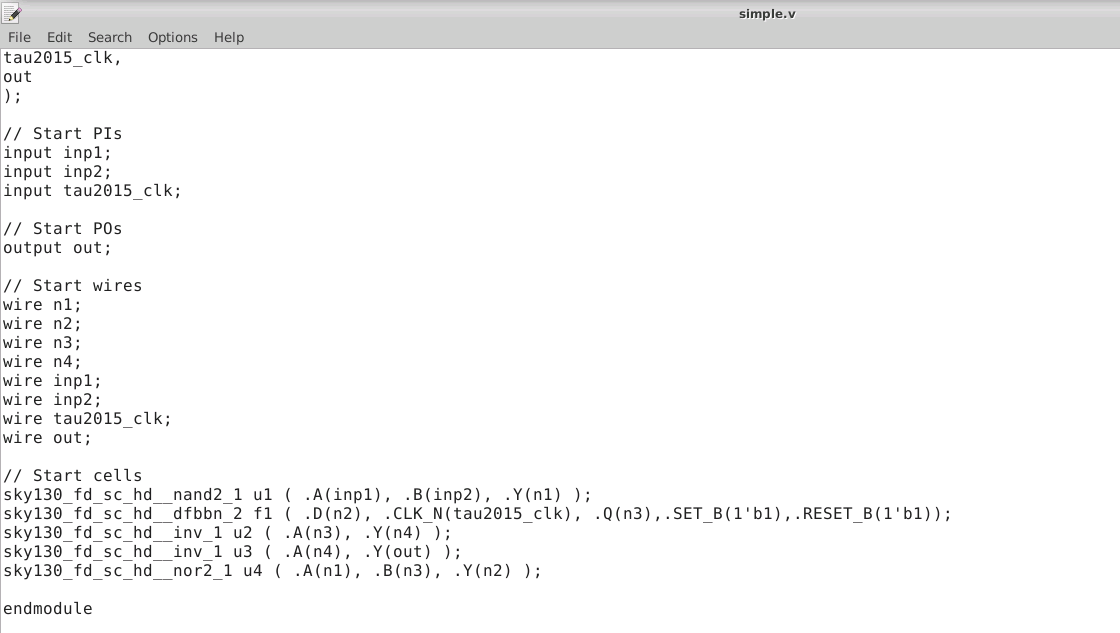 simple.v
File Edit Search Options Help
tau2015_clk,
out
);
// Start PIs
input inp1;
input inp2;
input tau2015_clk;
// Start POs
output out;
// Start wires
wire n1;
wire n2;
wire n3;
wire n4;
wire inp1;
wire inp2;
wire tau2015_clk;
wire out;
// Start cells
sky130_fd_sc_hd__nand2_1 u1 ( .A(inp1), .B(inp2), .Y(n1) );
sky130_fd_sc_hd__dfbbn_2 f1 ( .D(n2), .CLK_N(tau2015_clk), .Q(n3),.SET_B(1'b1),.RESET_B(1'b1));
sky130_fd_sc_hd__inv_1 u2 ( .A(n3), .Y(n4) );
sky130_fd_sc_hd__inv_1 u3 ( .A(n4), .Y(out) );
sky130_fd_sc_hd__nor2_1 u4 ( .A(n1), .B(n3), .Y(n2) );
endmodule